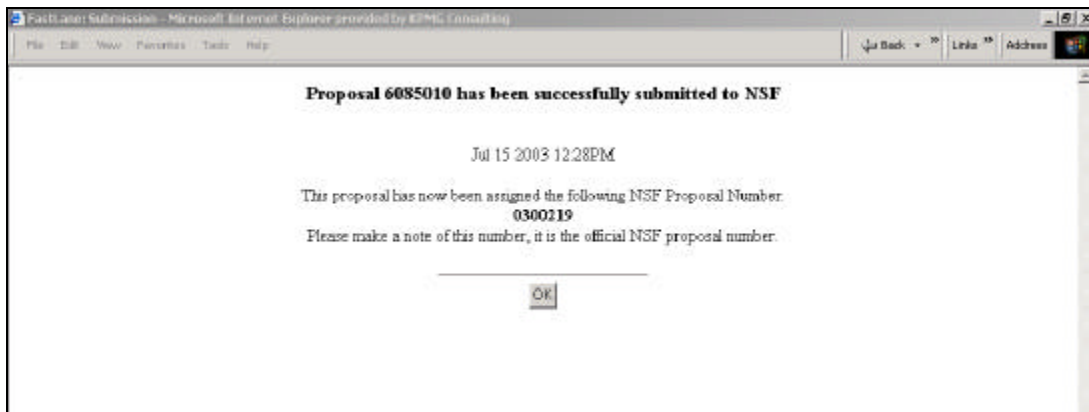 FastLane: Submission - Microsoft Internet Explorer provided by KPMG Consulting
File Edit View Favorites Tools Help
Back » Links » Address
Proposal 6085010 has been successfully submitted to NSF
Jul 15 2003 12:28PM
This proposal has now been assigned the following NSF Proposal Number.
0300219
Please make a note of this number, it is the official NSF proposal number.
OK